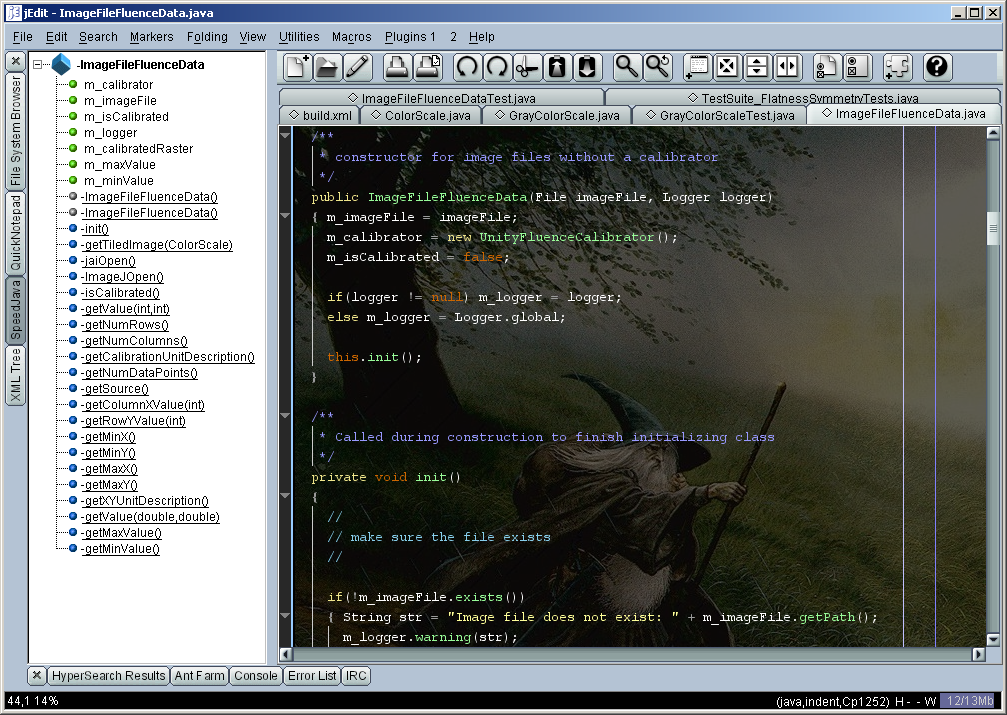 jEdit - ImageFileFluenceData.java
File Edit Search Markers Folding View Utilities Macros Plugins 1 2 Help
File System Browser
QuickNotepad
SpeedJava
XML Tree
-ImageFileFluenceData
m_calibrator
m_imageFile
m_isCalibrated
m_logger
m_calibratedRaster
m_maxValue
m_minValue
-ImageFileFluenceData()
-ImageFileFluenceData()
-init()
-getTiledImage(ColorScale)
-jaiOpen()
-ImageJOpen()
-isCalibrated()
-getValue(int,int)
-getNumRows()
-getNumColumns()
-getCalibrationUnitDescription()
-getNumDataPoints()
-getSource()
-getColumnXValue(int)
-getRowYValue(int)
-getMinX()
-getMinY()
-getMaxX()
-getMaxY()
-getXYUnitDescription()
-getValue(double,double)
-getMaxValue()
-getMinValue()
ImageFileFluenceDataTest.java TestSuite_FlatnessSymmetryTests.java
build.xml ColorScale.java GrayColorScale.java GrayColorScaleTest.java ImageFileFluenceData.java
/**
* constructor for image files without a calibrator
*/
public ImageFileFluenceData(File imageFile, Logger logger)
{ m_imageFile = imageFile;
m_calibrator = new UnityFluenceCalibrator();
m_isCalibrated = false;
if(logger != null) m_logger = logger;
else m_logger = Logger.global;
this.init();
}
/**
* Called during construction to finish initializing class
*/
private void init()
{
//
// make sure the file exists
//
if(!m_imageFile.exists())
{ String str = "Image file does not exist: " + m_imageFile.getPath();
m_logger.warning(str);
HyperSearch Results Ant Farm Console Error List IRC
44,1 14% (java,indent,Cp1252) H - - W 12/13Mb